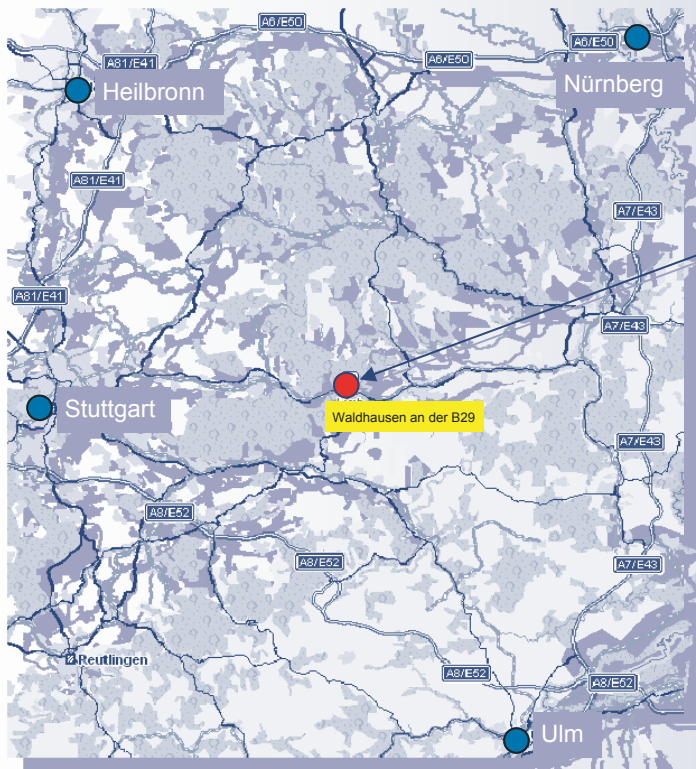 A6/E50
A6/E50
A6/E50
A81/E41
Heilbronn
Nürnberg
A81/E41
A7/E43
A81/E41
A7/E43
Stuttgart
Waldhausen an der B29
A7/E43
A8/E52
A8/E52
A7/E43
Reutlingen
A8/E52
A8/E52
Ulm